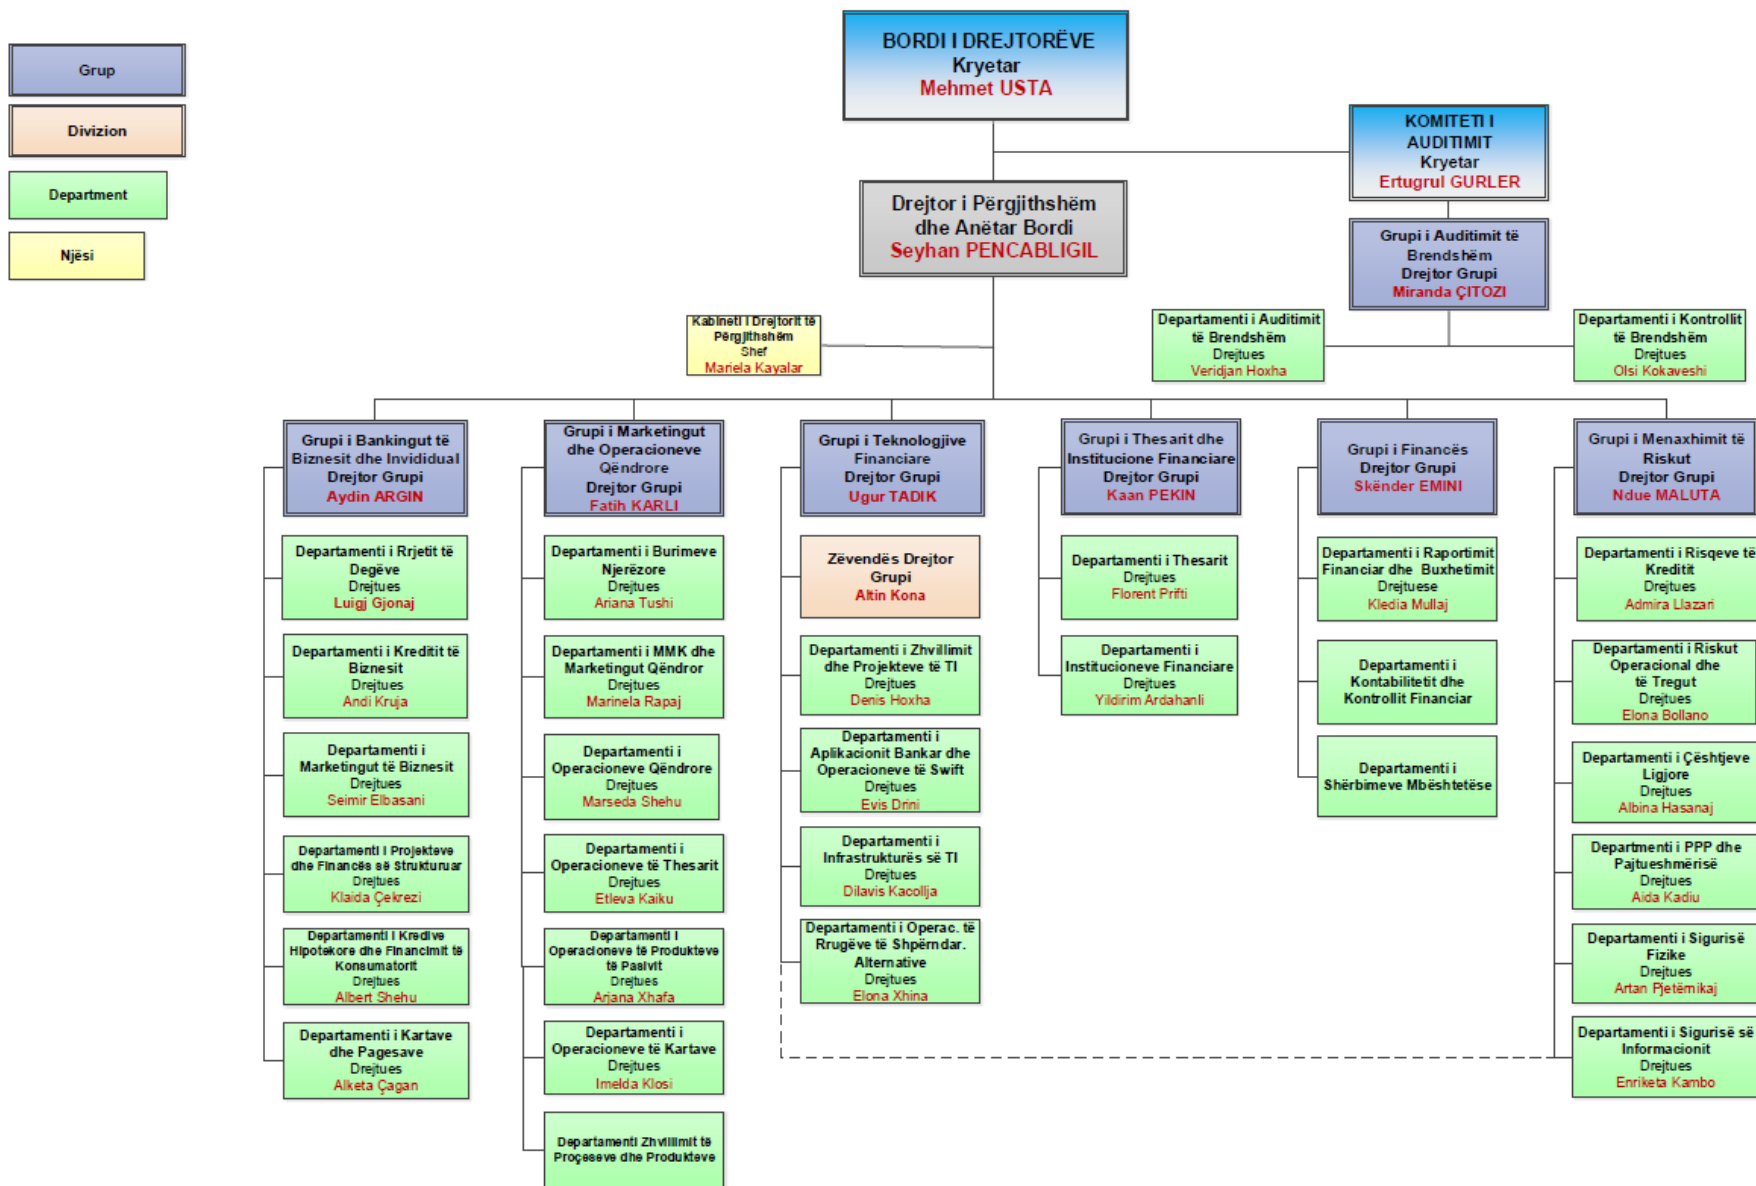 Grup
Divizion
Department
Njësi
BORDI I DREJTORËVE
Kryetar
Mehmet USTA
KOMITETI I
AUDITIMIT
Kryetar
Ertugrul GURLER
Drejtor i Përgjithshëm
dhe Anëtar Bordi
Seyhan PENCABLIGIL
Grupi i Auditimit të
Brendshëm
Drejtor Grupi
Miranda ÇITOZI
Kabineti i Drejtorit të
Përgjithshëm
Shef
Mariela Kayalar
Departamenti i Auditimit
të Brendshëm
Drejtues
Veridjan Hoxha
Departamenti i Kontrollit
të Brendshëm
Drejtues
Olsi Kokaveshi
Grupi i Bankingut të
Biznesit dhe Invididual
Drejtor Grupi
Aydin ARGIN
Departamenti i Rrjetit të
Degëve
Drejtues
Luigj Gjonaj
Departamenti i Kreditit të
Biznesit
Drejtues
Andi Kruja
Departamenti i
Marketingut të Biznesit
Drejtues
Seimir Elbasani
Departamenti i Projekteve
dhe Financës së Strukturuar
Drejtues
Klaida Çekrezi
Departamenti i Kredive
Hipotekore dhe Financimit të
Konsumatorit
Drejtues
Albert Shehu
Departamenti i Kartave
dhe Pagesave
Drejtues
Alketa Çagan
Grupi i Marketingut
dhe Operacioneve
Qëndrore
Drejtor Grupi
Fatih KARLI
Departamenti i Burimeve
Njerëzore
Drejtues
Ariana Tushi
Departamenti i MMK dhe
Marketingut Qëndror
Drejtues
Marinela Rapaj
Departamenti i
Operacioneve Qëndrore
Drejtues
Marseda Shehu
Departamenti i
Operacioneve të Thesarit
Drejtues
Etleva Kaiku
Departamenti i
Operacioneve të Produkteve
të Pasivit
Drejtues
Arjana Xhafa
Departamenti i
Operacioneve të Kartave
Drejtues
Imelda Klosi
Departamenti Zhvillimit të
Proçeseve dhe Produkteve
Grupi i Teknologjive
Financiare
Drejtor Grupi
Ugur TADIK
Zëvendës Drejtor
Grupi
Altin Kona
Departamenti i Zhvillimit
dhe Projekteve të TI
Drejtues
Denis Hoxha
Departamenti i
Aplikacionit Bankar dhe
Operacioneve të Swift
Drejtues
Evis Drini
Departamenti i
Infrastrukturës së TI
Drejtues
Dilavis Kacollja
Departamenti i Operac. të
Rrugëve të Shpërndar.
Alternative
Drejtues
Elona Xhina
Grupi i Thesarit dhe
Institucione Financiare
Drejtor Grupi
Kaan PEKIN
Departamenti i Thesarit
Drejtues
Florent Prifti
Departamenti i
Institucioneve Financiare
Drejtues
Yildirim Ardahanli
Grupi i Financës
Drejtor Grupi
Skënder EMINI
Departamenti i Raportimit
Financiar dhe Buxhetimit
Drejtuese
Kledia Mullaj
Departamenti i
Kontabilitetit dhe
Kontrollit Financiar
Departamenti i
Shërbimeve Mbështetëse
Grupi i Menaxhimit të
Riskut
Drejtor Grupi
Ndue MALUTA
Departamenti i Risqeve të
Kreditit
Drejtues
Admira Llazari
Departamenti i Riskut
Operacional dhe
të Tregut
Drejtues
Elona Bollano
Departamenti i Çështjeve
Ligjore
Drejtues
Albina Hasanaj
Departmenti i PPP dhe
Pajtueshmërisë
Drejtues
Aida Kadiu
Departamenti i Sigurisë
Fizike
Drejtues
Artan Pjetërnikaj
Departamenti i Sigurisë së
Informacionit
Drejtues
Enriketa Kambo